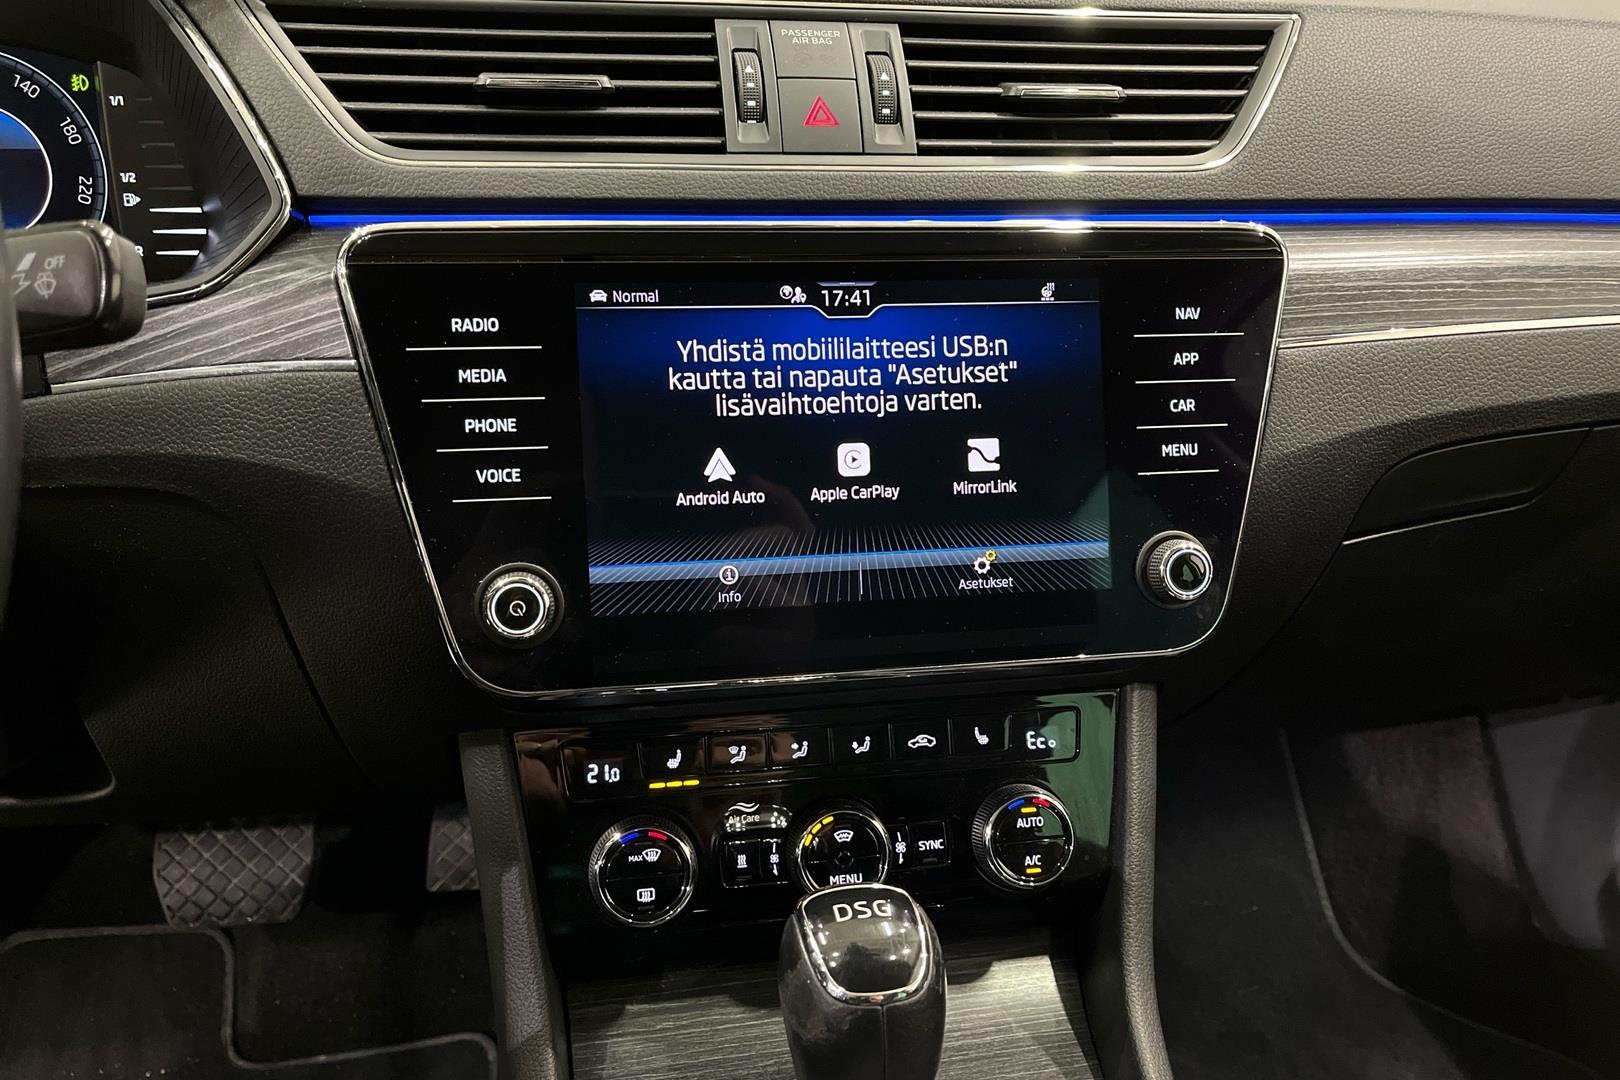 PASSENGER
AIR BAG
140
180
220
1/1
1/2
OFF
Normal
17:41
RADIO
MEDIA
PHONE
VOICE
Yhdistä mobiililaitteesi USB:n
kautta tai napauta "Asetukset"
lisävaihtoehtoja varten.
Android Auto
Apple CarPlay
MirrorLink
Info
Asetukset
NAV
APP
CAR
MENU
21.0
Eco
Air Care
MAX
MENU
SYNC
AUTO
A/C
DSG